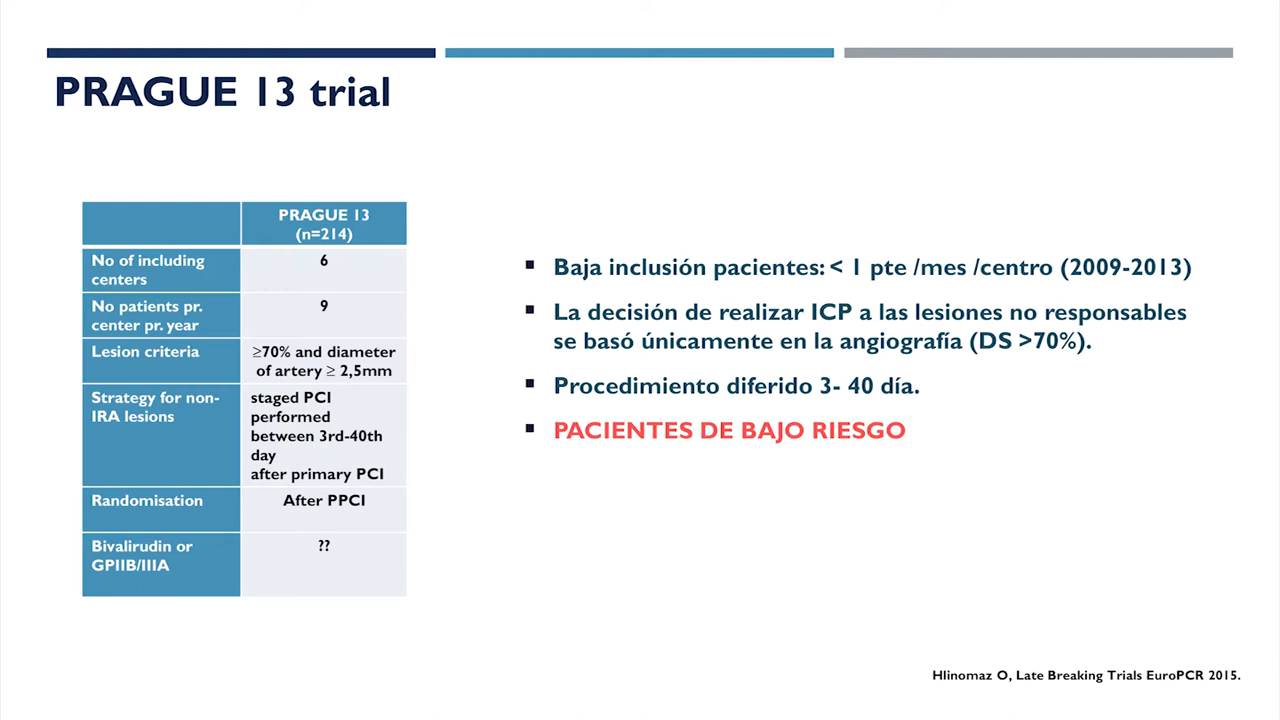 PRAGUE 13 trial
PRAGUE 13
(n=214)
No of including
centers
6
No patients pr.
center pr. year
9
Lesion criteria
≥70% and diameter
of artery ≥ 2,5mm
Strategy for non-
IRA lesions
staged PCI
performed
between 3rd-40th
day
after primary PCI
Randomisation
After PPCI
Bivalirudin or
GPIIB/IIIA
??
▪ Baja inclusión pacientes: < 1 pte /mes /centro (2009-2013)
▪ La decisión de realizar ICP a las lesiones no responsables
se basó únicamente en la angiografía (DS >70%).
▪ Procedimiento diferido 3- 40 día.
▪ PACIENTES DE BAJO RIESGO
Hlinomaz O, Late Breaking Trials EuroPCR 2015.